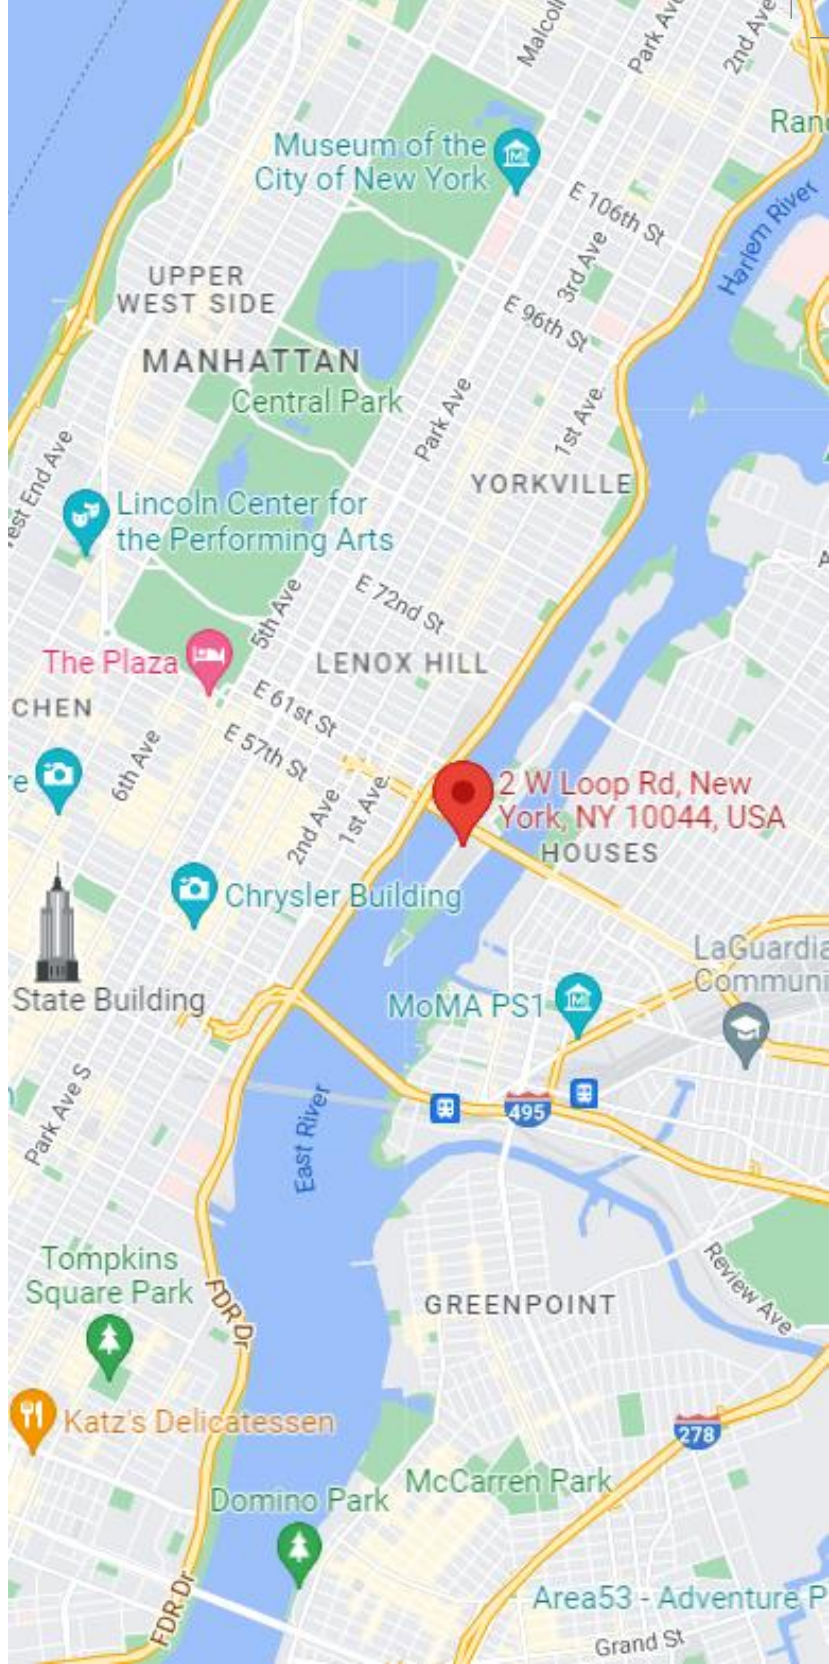 Malcol
Park Ave
2nd Ave
Rand
Museum of the
City of New York
E 106th St
Harlem River
3rd Ave
UPPER
WEST SIDE
E 96th St
MANHATTAN
Central Park
Park Ave
1st Ave.
est End Ave
YORKVILLE
Lincoln Center for
the Performing Arts
A
E 72nd St
5th Ave
The Plaza
LENOX HILL
CHEN
E 61st St
E 57th St
6th Ave
re
2nd Ave
1st Ave.
2 W Loop Rd, New
York, NY 10044, USA
HOUSES
Chrysler Building
LaGuardia
Communi
State Building
MoMA PS1
Park Ave S
495
East River
Tompkins
Square Park
FDR Dr
Review Ave
GREENPOINT
Katz's Delicatessen
278
McCarren Park
Domino Park
FDR Dr
Area53 - Adventure P
Grand St